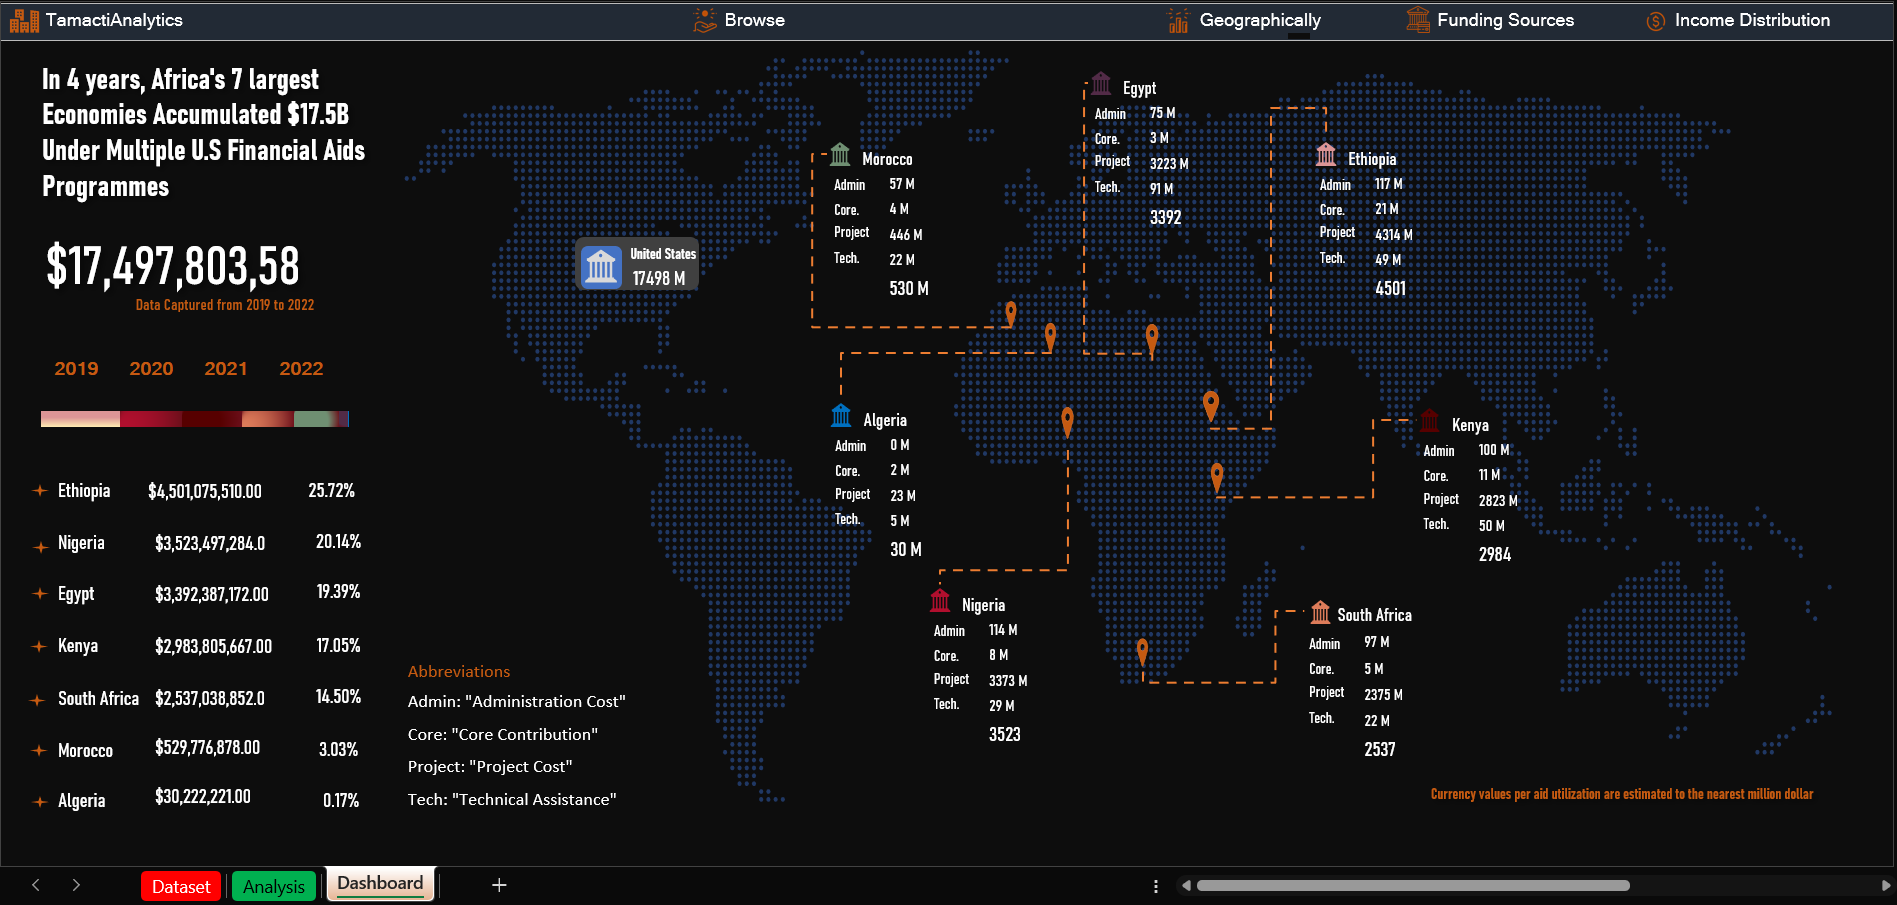 TamactiAnalytics
Browse
Geographically
Funding Sources
Income Distribution
In 4 years, Africa's 7 largest
Economies Accumulated $17.5B
Under Multiple U.S Financial Aids
Programmes
$17,497,803,58
Data Captured from 2019 to 2022
2019 2020 2021 2022
Ethiopia $4,501,075,510.00 25.72%
Nigeria $3,523,497,284.0 20.14%
Egypt $3,392,387,172.00 19.39%
Kenya $2,983,805,667.00 17.05%
South Africa $2,537,038,852.0 14.50%
Morocco $529,776,878.00 3.03%
Algeria $30,222,221.00 0.17%
United States
17498 M
Morocco
Admin 57 M
Core. 4 M
Project 446 M
Tech. 22 M
530 M
Egypt
Admin 75 M
Core. 3 M
Project 3223 M
Tech. 91 M
3392
Ethiopia
Admin 117 M
Core. 21 M
Project 4314 M
Tech. 49 M
4501
Algeria
Admin 0 M
Core. 2 M
Project 23 M
Tech. 5 M
30 M
Kenya
Admin 100 M
Core. 11 M
Project 2823 M
Tech. 50 M
2984
Nigeria
Admin 114 M
Core. 8 M
Project 3373 M
Tech. 29 M
3523
South Africa
Admin 97 M
Core. 5 M
Project 2375 M
Tech. 22 M
2537
Abbreviations
Admin: "Administration Cost"
Core: "Core Contribution"
Project: "Project Cost"
Tech: "Technical Assistance"
Currency values per aid utilization are estimated to the nearest million dollar
Dataset Analysis Dashboard